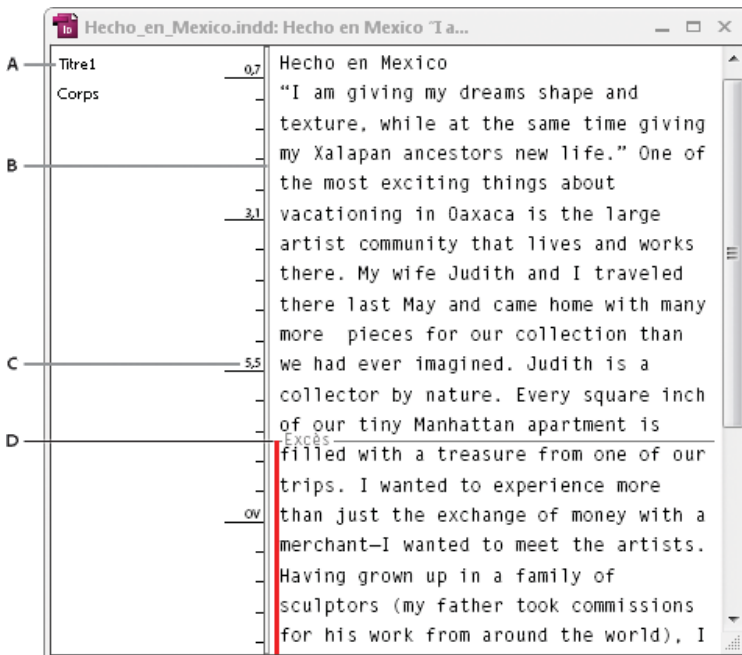 Hecho_en_Mexico.indd: Hecho en Mexico "I a...
A
Titre1
0,7
Hecho en Mexico
Corps
“I am giving my dreams shape and
texture, while at the same time giving
B
my Xalapan ancestors new life.” One of
the most exciting things about
3,1
vacationing in Oaxaca is the large
artist community that lives and works
there. My wife Judith and I traveled
there last May and came home with many
more  pieces for our collection than
C
5,5
we had ever imagined. Judith is a
collector by nature. Every square inch
of our tiny Manhattan apartment is
D
Excès
filled with a treasure from one of our
trips. I wanted to experience more
OV
than just the exchange of money with a
merchant—I wanted to meet the artists.
Having grown up in a family of
sculptors (my father took commissions
for his work from around the world), I